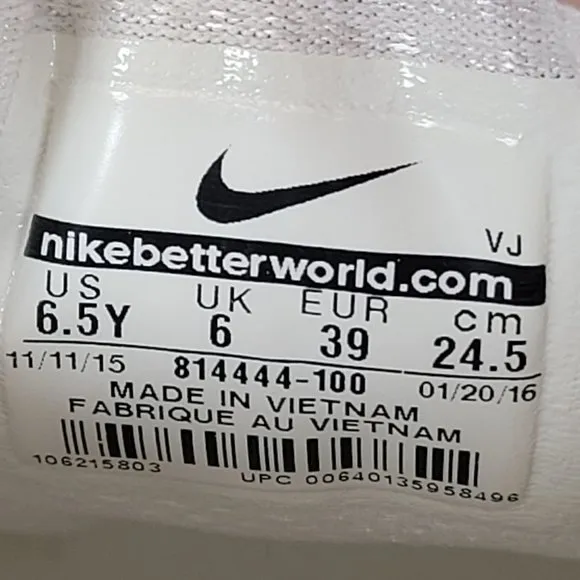 VJ
nikebetterworld.com
US UK EUR cm
6.5Y 6 39 24.5
11/11/15 814444-100 01/20/16
MADE IN VIETNAM
FABRIQUE AU VIETNAM
106215803 UPC 00640135958496